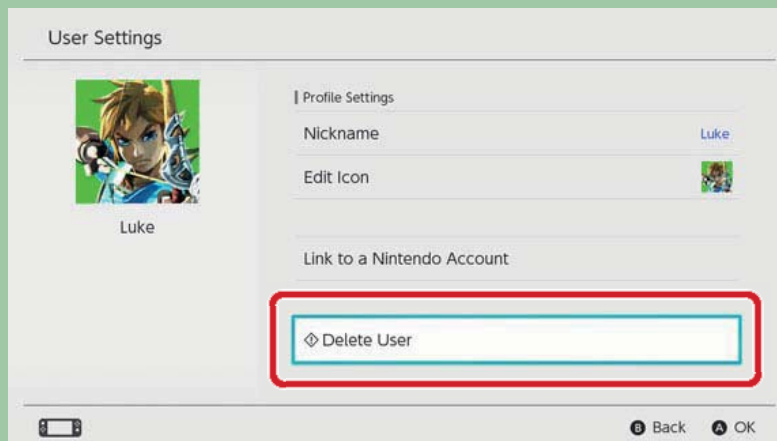 User Settings
Luke
Profile Settings
Nickname Luke
Edit Icon
Link to a Nintendo Account
Delete User
B Back A OK